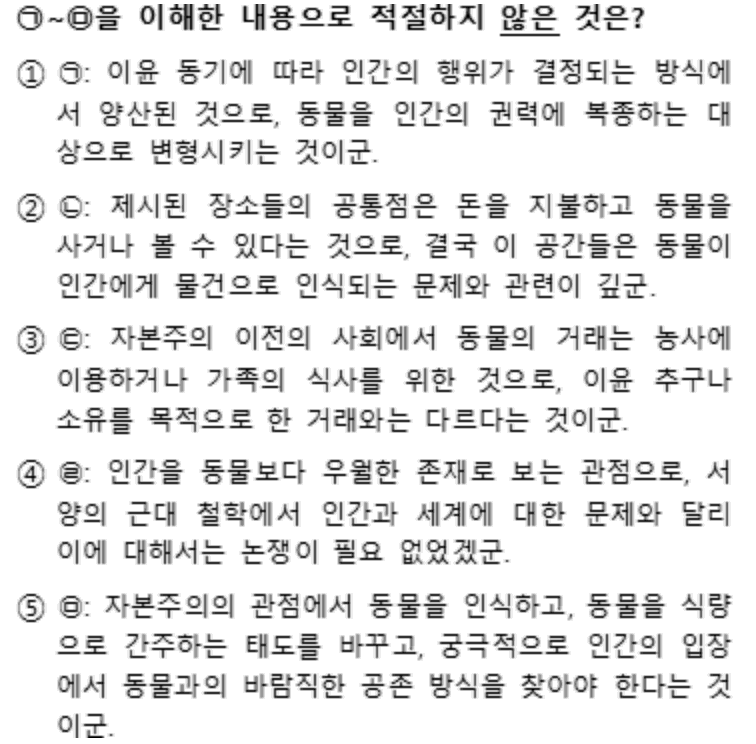 ㉠~㉤을 이해한 내용으로 적절하지 않은 것은?
① ㉠: 이윤 동기에 따라 인간의 행위가 결정되는 방식에
서 양산된 것으로, 동물을 인간의 권력에 복종하는 대
상으로 변형시키는 것이군.
② ㉡: 제시된 장소들의 공통점은 돈을 지불하고 동물을
사거나 볼 수 있다는 것으로, 결국 이 공간들은 동물이
인간에게 물건으로 인식되는 문제와 관련이 깊군.
③ ㉢: 자본주의 이전의 사회에서 동물의 거래는 농사에
이용하거나 가족의 식사를 위한 것으로, 이윤 추구나
소유를 목적으로 한 거래와는 다르다는 것이군.
④ ㉣: 인간을 동물보다 우월한 존재로 보는 관점으로, 서
양의 근대 철학에서 인간과 세계에 대한 문제와 달리
이에 대해서는 논쟁이 필요 없었겠군.
⑤ ㉤: 자본주의의 관점에서 동물을 인식하고, 동물을 식량
으로 간주하는 태도를 바꾸고, 궁극적으로 인간의 입장
에서 동물과의 바람직한 공존 방식을 찾아야 한다는 것
이군.